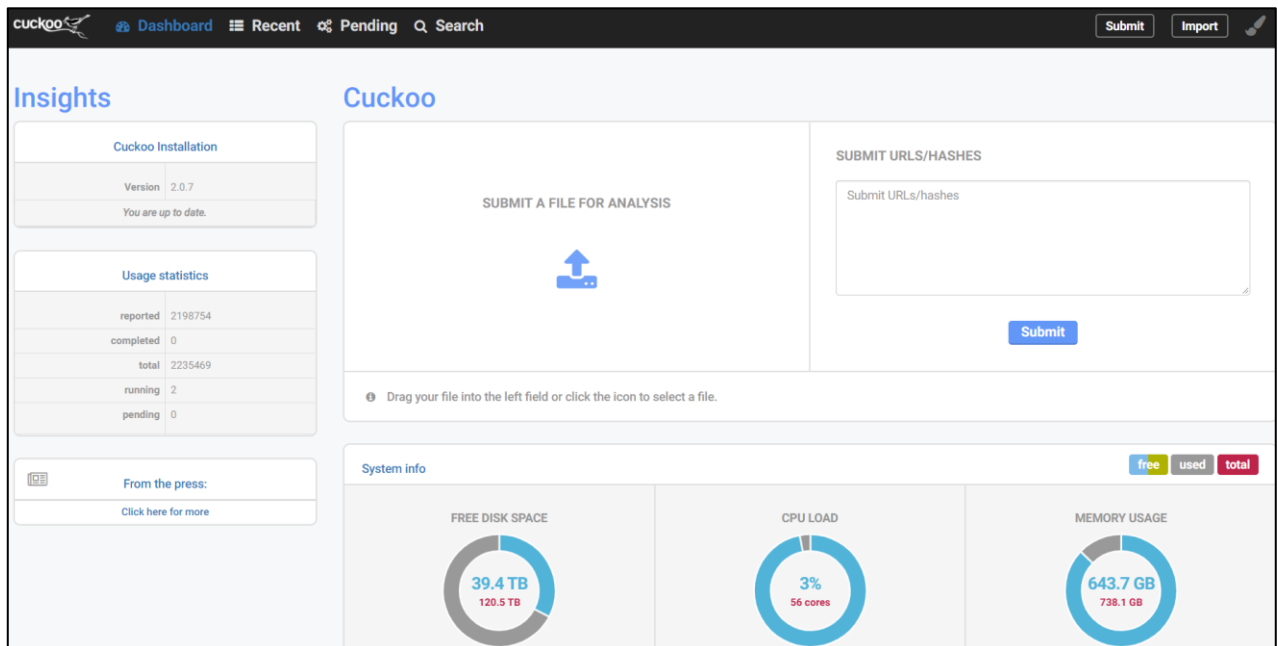 cuckoo Dashboard Recent Pending Search Submit Import
Insights
Cuckoo Installation
Version 2.0.7
You are up to date.
Usage statistics
reported 2198754
completed 0
total 2235469
running 2
pending 0
From the press:
Click here for more
Cuckoo
SUBMIT A FILE FOR ANALYSIS
SUBMIT URLS/HASHES
Submit URLs/hashes
Submit
Drag your file into the left field or click the icon to select a file.
System info free used total
FREE DISK SPACE
39.4 TB
120.5 TB
CPU LOAD
3%
56 cores
MEMORY USAGE
643.7 GB
738.1 GB